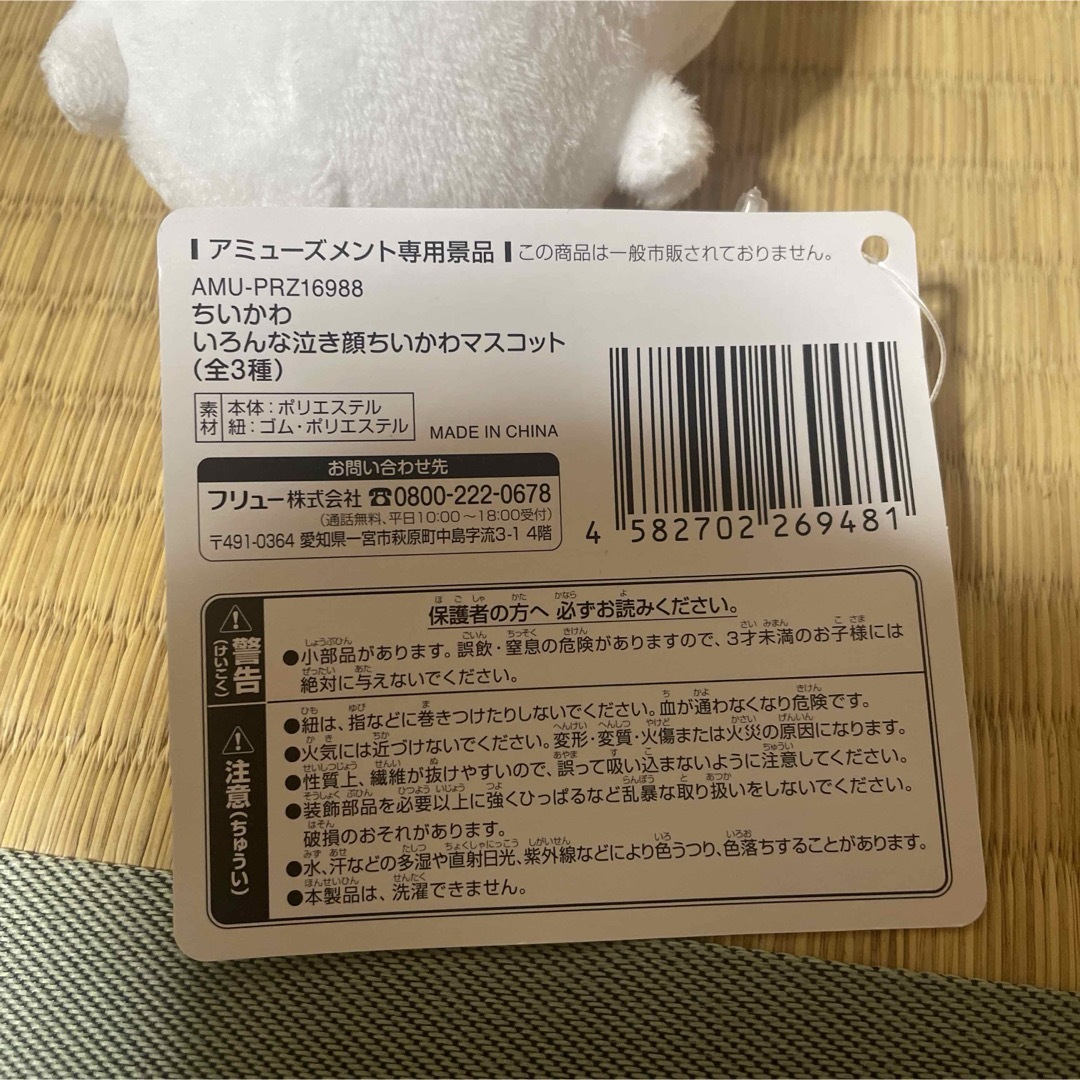 アミューズメント専用景品 この商品は一般市販されておりません。
AMU-PRZ16988
ちいかわ
いろんな泣き顔ちいかわマスコット
（全3種）
素材
本体：ポリエステル
紐：ゴム・ポリエステル
MADE IN CHINA
お問い合わせ先
フリュー株式会社 ☎0800-222-0678
（通話無料、平日10:00～18:00受付）
〒491-0364 愛知県一宮市萩原町中島字流3-1 4階
4 582702 269481
警告（けいこく）
保護者の方へ 必ずお読みください。
●小部品があります。誤飲・窒息の危険がありますので、3才未満のお子様には
絶対に与えないでください。
注意（ちゅうい）
●紐は、指などに巻きつけたりしないでください。血が通わなくなり危険です。
●火気には近づけないでください。変形・変質・火傷または火災の原因になります。
●性質上、繊維が抜けやすいので、誤って吸い込まないように注意してください。
●装飾部品を必要以上に強くひっぱるなど乱暴な取り扱いをしないでください。
破損のおそれがあります。
●水、汗などの多湿や直射日光、紫外線などにより色うつり、色落ちすることがあります。
●本製品は、洗濯できません。